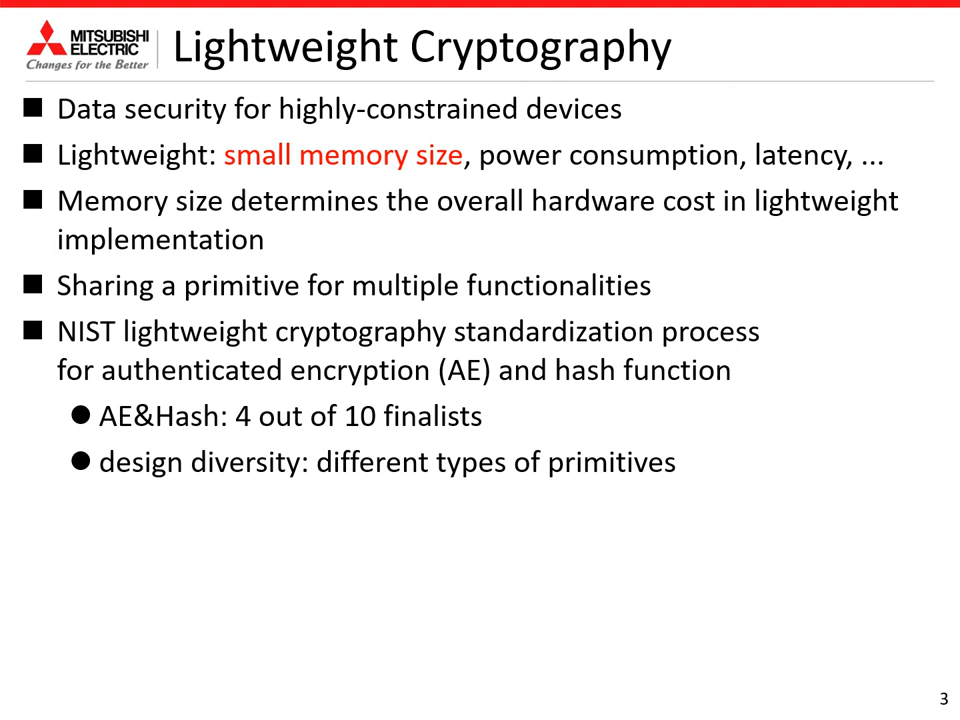 MITSUBISHI
ELECTRIC
Changes for the Better
Lightweight Cryptography
Data security for highly-constrained devices
Lightweight: small memory size, power consumption, latency, ...
Memory size determines the overall hardware cost in lightweight
implementation
Sharing a primitive for multiple functionalities
NIST lightweight cryptography standardization process
for authenticated encryption (AE) and hash function
AE&Hash: 4 out of 10 finalists
design diversity: different types of primitives
3